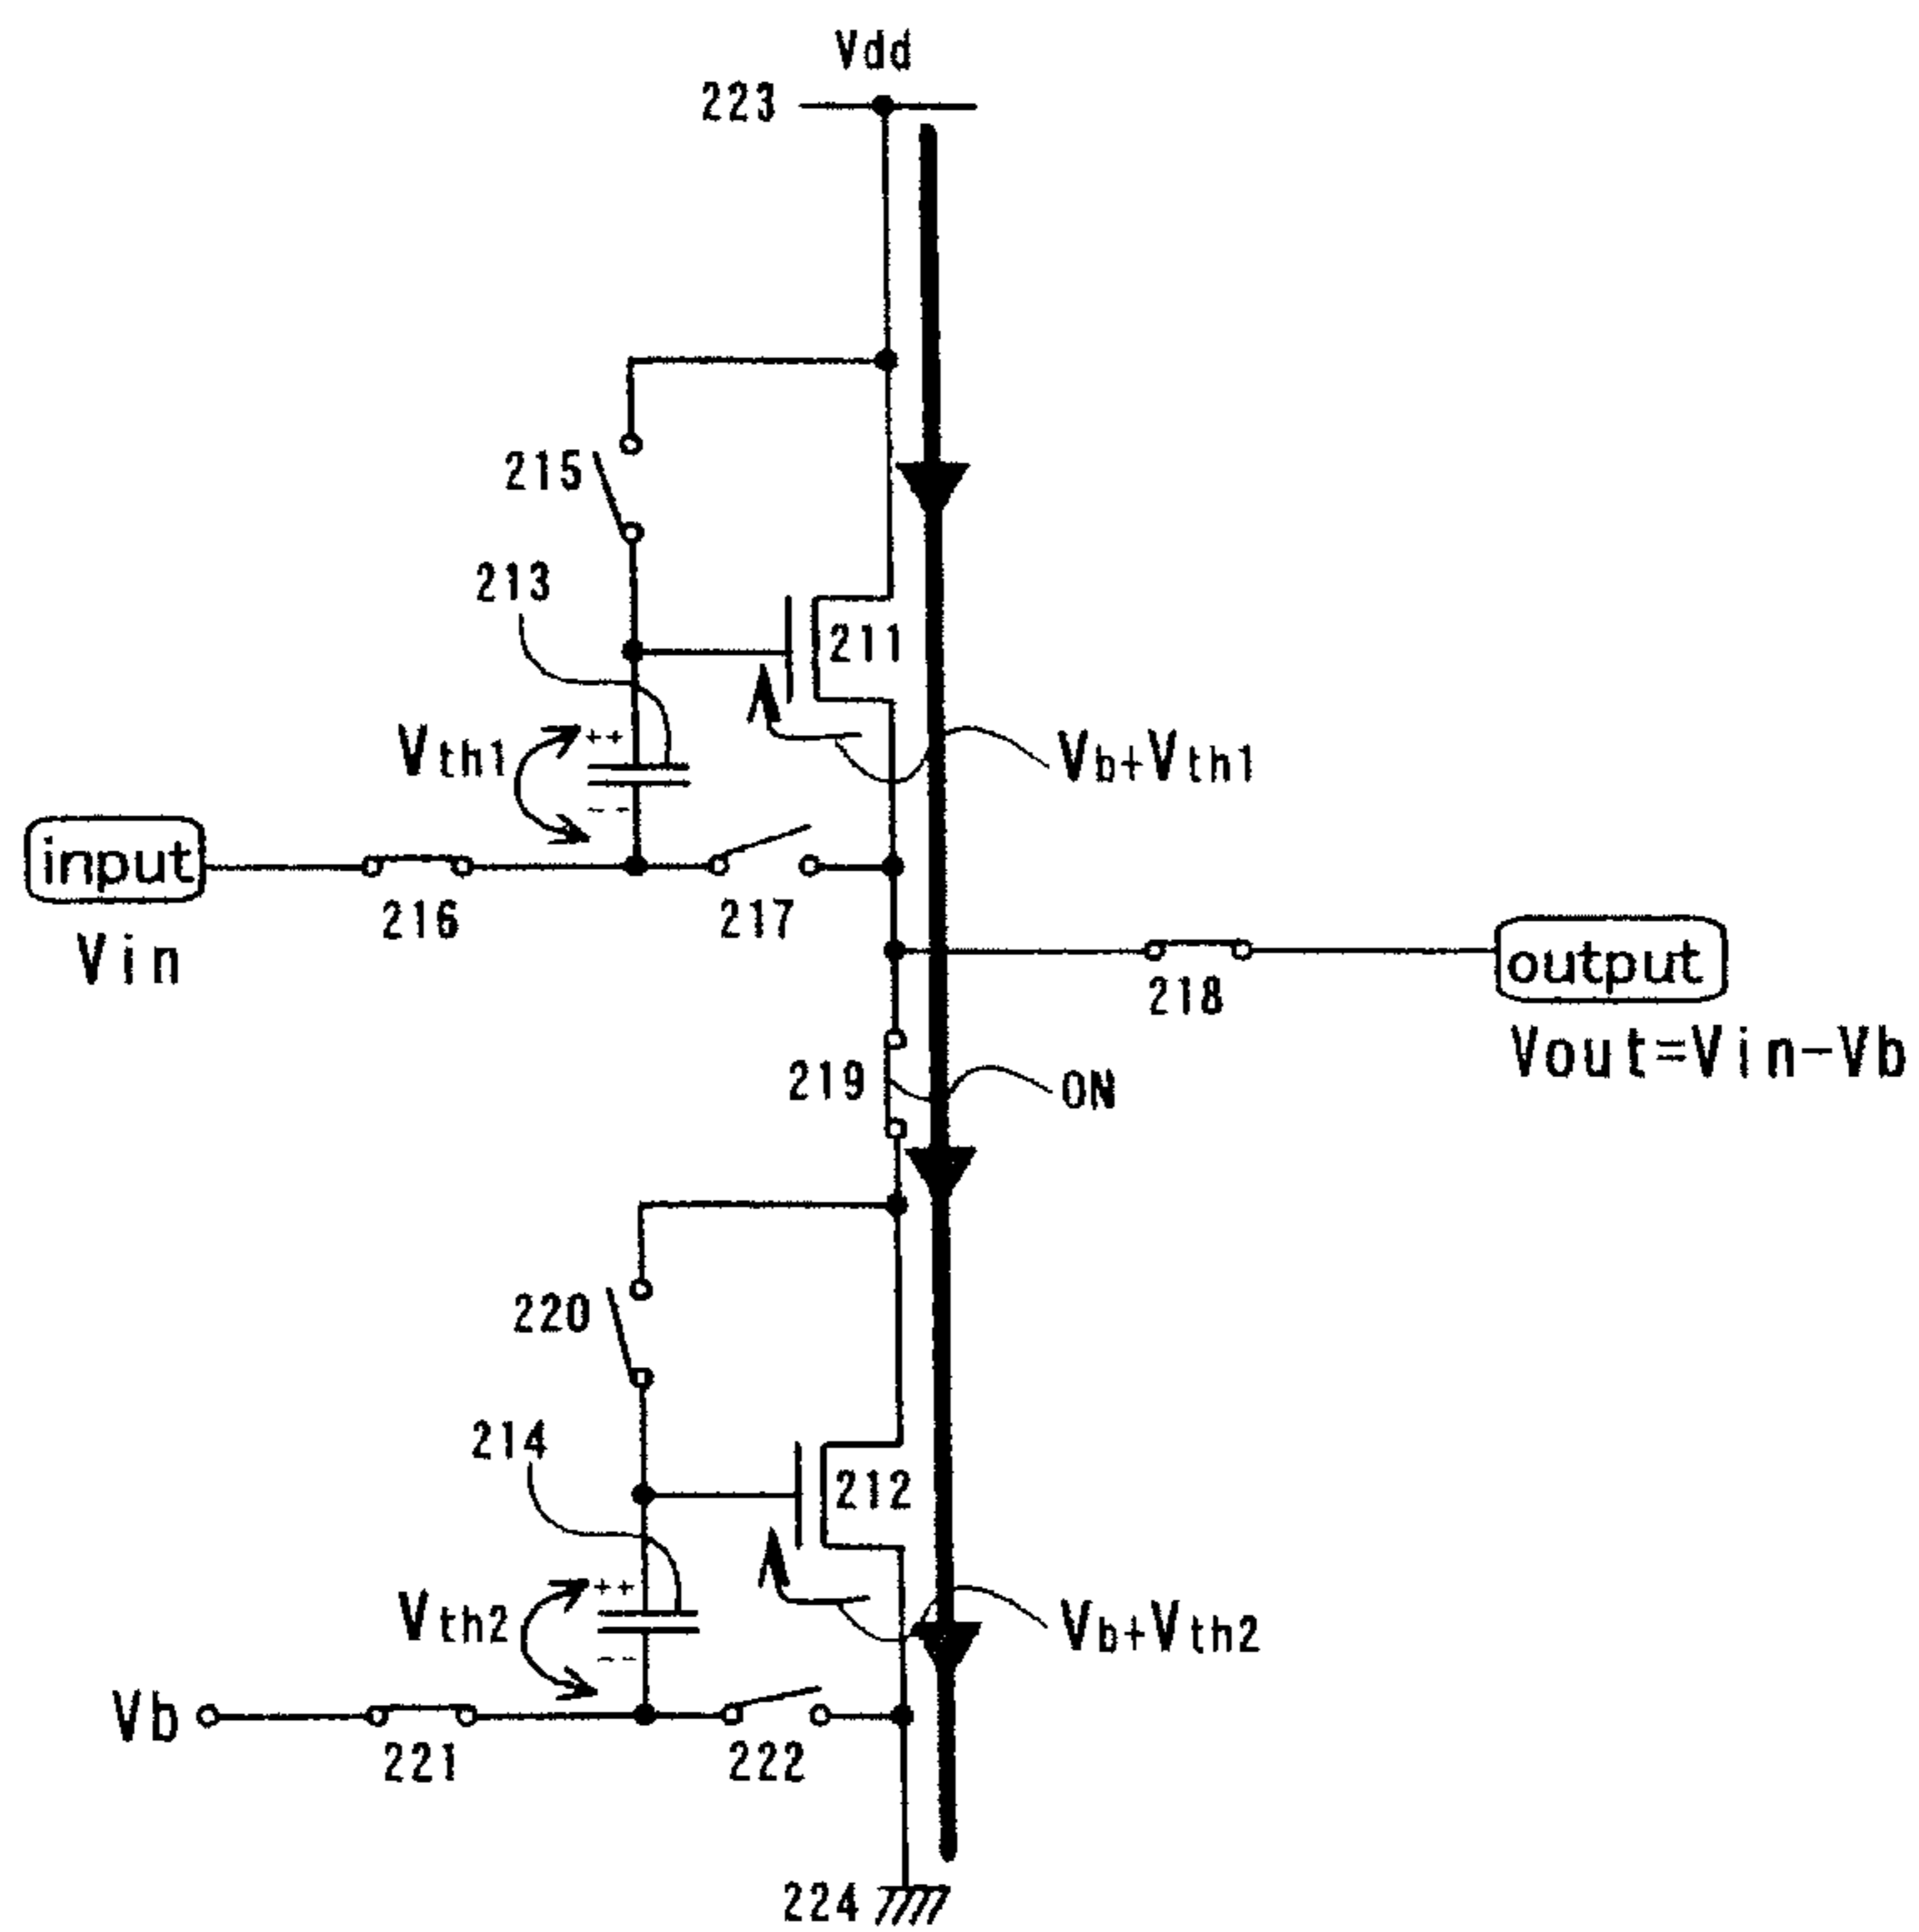 Vdd
223
215
213
211
Vth1
++
Vb+Vth1
--
input
216
217
Vin
output
218
Vout=Vin-Vb
219
ON
220
214
212
Vth2
++
Vb+Vth2
--
Vb
221
222
224